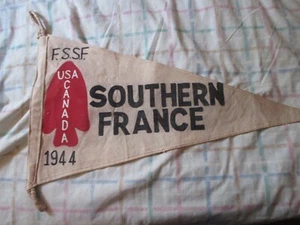 F.S.S.F.
USA
CANADA
SOUTHERN
FRANCE
1944